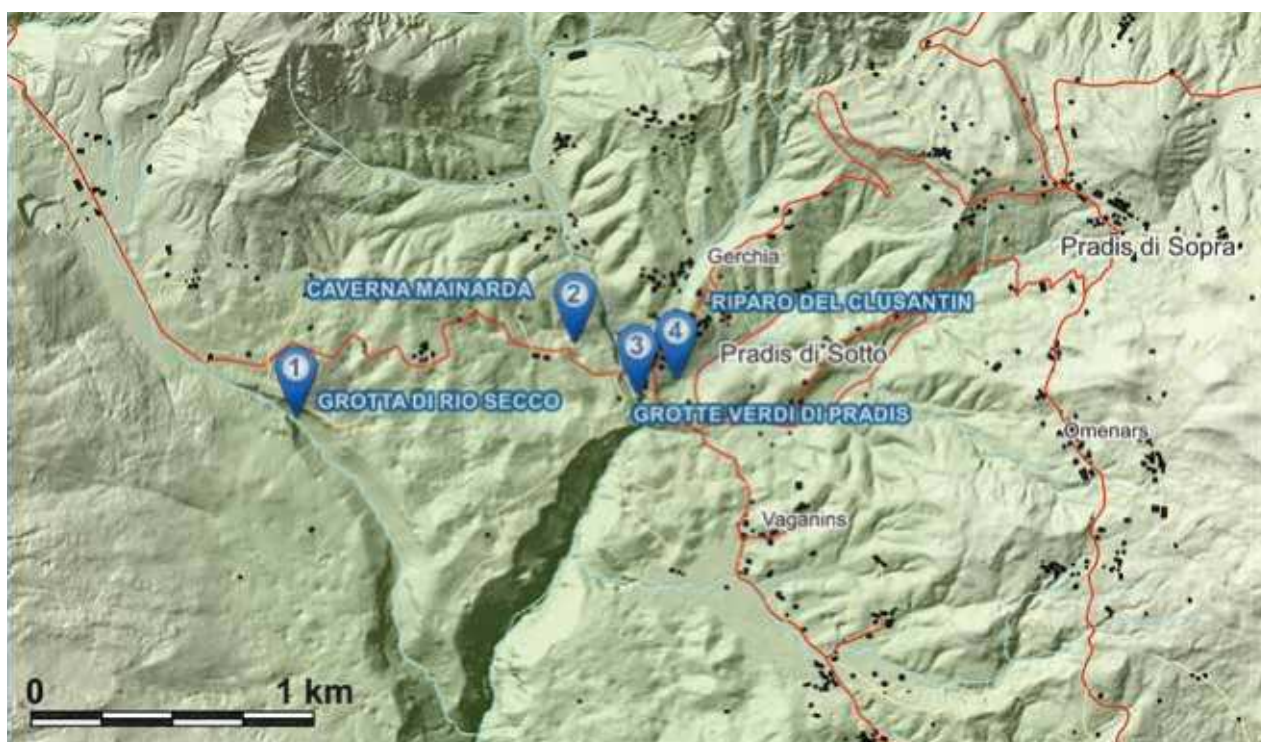 Gerchia
Pradis di Sopra
CAVERNA MAINARDA
2
RIPARO DEL CLUSANTIN
3
4
Pradis di Sotto
1
GROTTA DI RIO SECCO
GROTTE VERDI DI PRADIS
Omenars
Vaganins
0 1 km